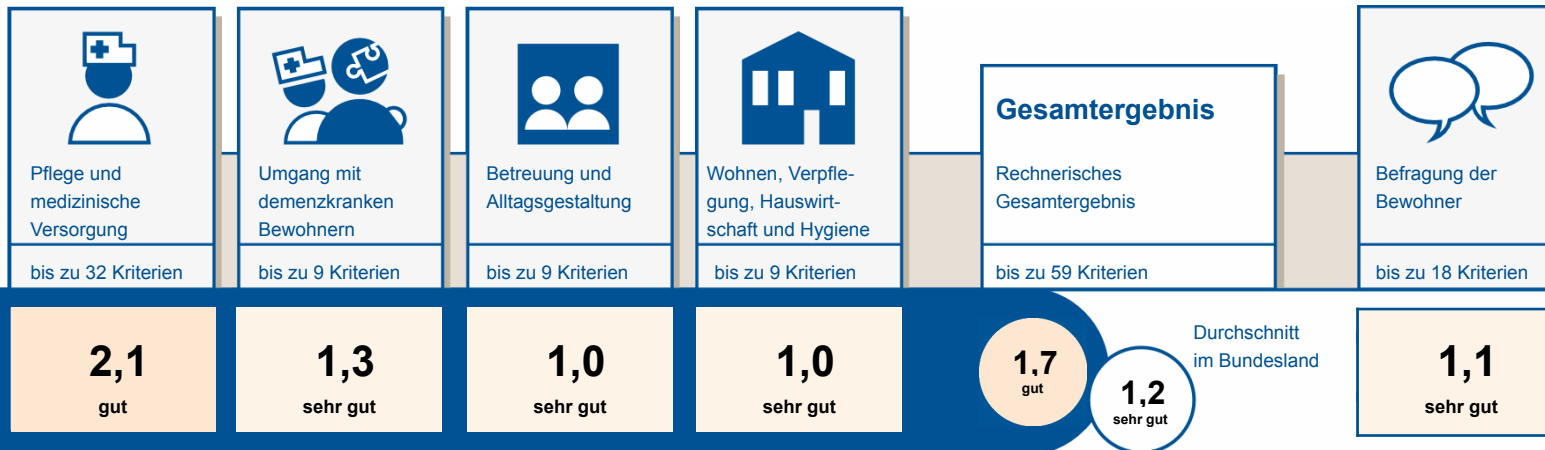 Pflege und
medizinische
Versorgung
bis zu 32 Kriterien
2,1
gut
Umgang mit
demenzkranken
Bewohnern
bis zu 9 Kriterien
1,3
sehr gut
Betreuung und
Alltagsgestaltung
bis zu 9 Kriterien
1,0
sehr gut
Wohnen, Verpfle-
gung, Hauswirt-
schaft und Hygiene
bis zu 9 Kriterien
1,0
sehr gut
Gesamtergebnis
Rechnerisches
Gesamtergebnis
bis zu 59 Kriterien
1,7
gut
Durchschnitt
im Bundesland
1,2
sehr gut
Befragung der
Bewohner
bis zu 18 Kriterien
1,1
sehr gut